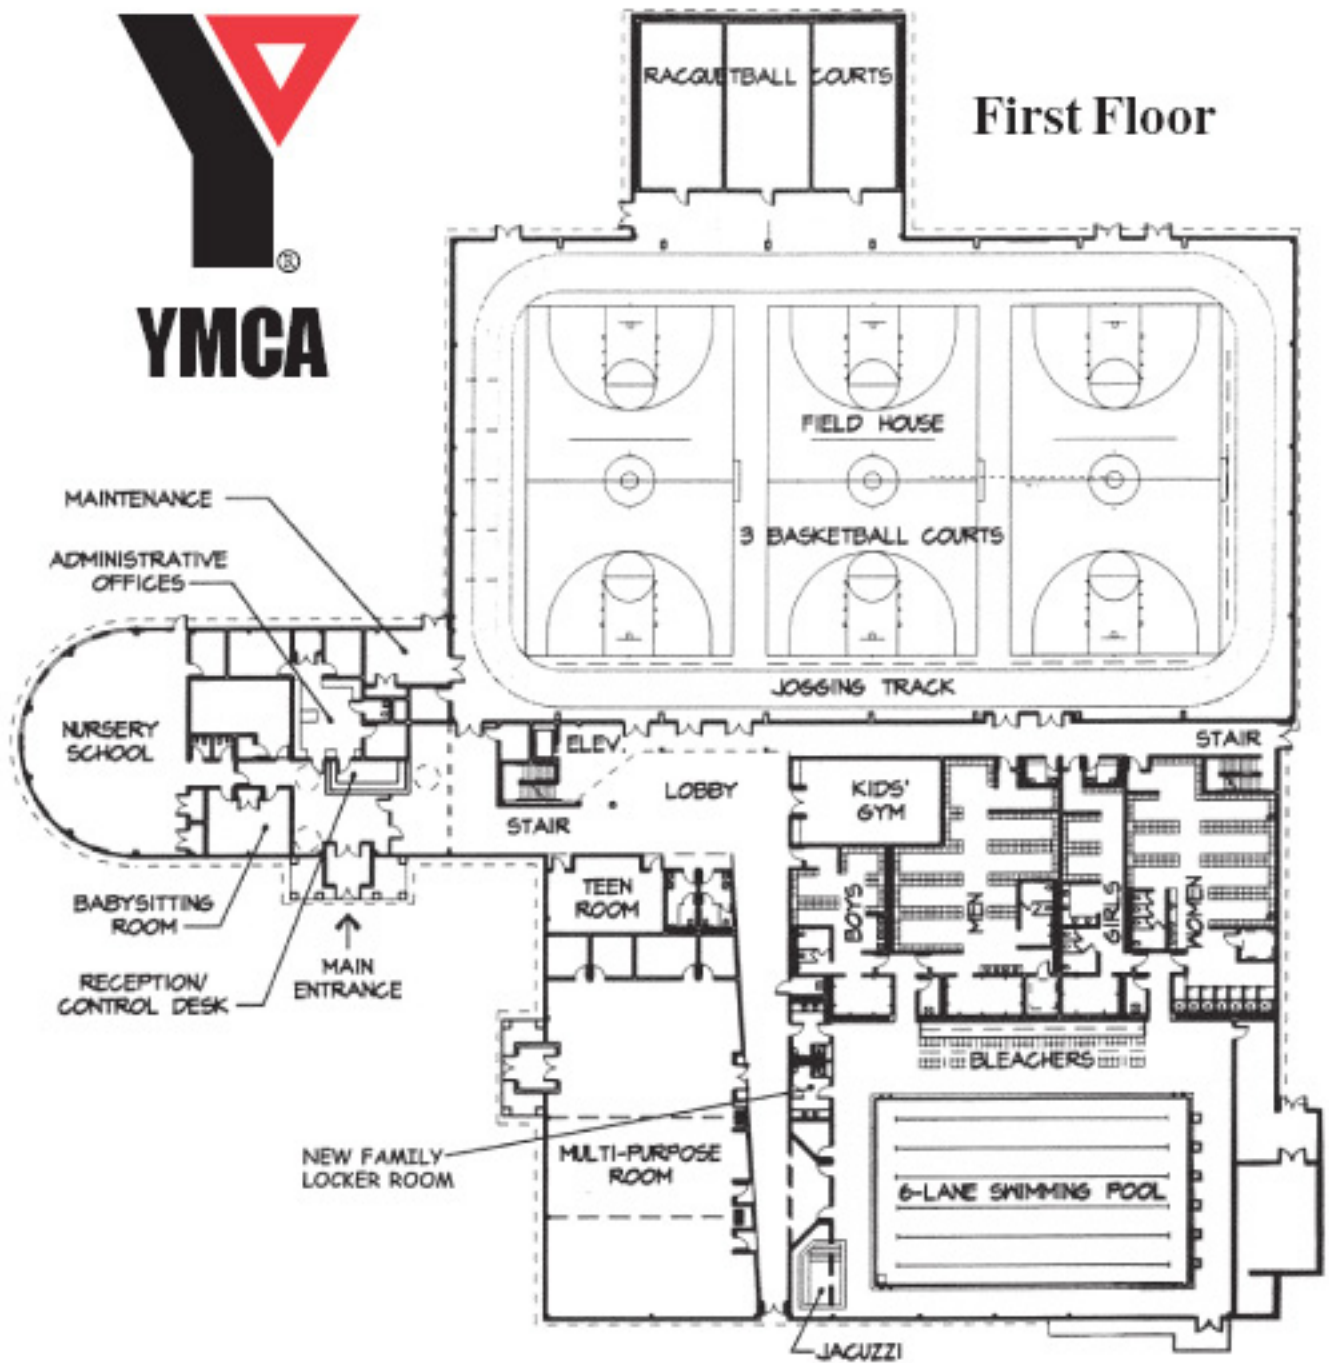 RACQUETBALL COURTS
First Floor
®
YMCA
FIELD HOUSE
3 BASKETBALL COURTS
JOGGING TRACK
MAINTENANCE
ADMINISTRATIVE
OFFICES
NURSERY
SCHOOL
ELEV.
STAIR
LOBBY
KIDS'
GYM
STAIR
BABYSITTING
ROOM
TEEN
ROOM
BOYS
MEN
GIRLS
WOMEN
RECEPTION/
CONTROL DESK
MAIN
ENTRANCE
BLEACHERS
NEW FAMILY
LOCKER ROOM
MULTI-PURPOSE
ROOM
6-LANE SWIMMING POOL
JACUZZI